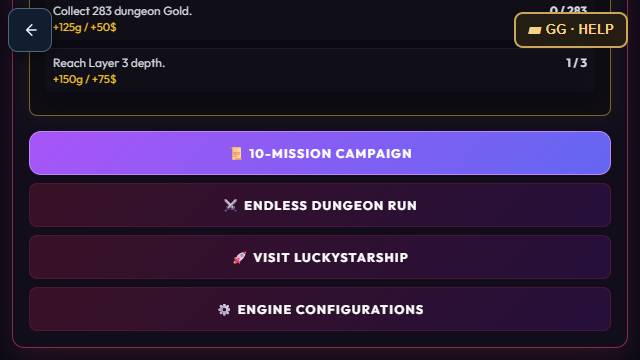 Collect 283 dungeon Gold.
0 / 283
+125g / +50$
GG · HELP
Reach Layer 3 depth.
1 / 3
+150g / +75$
10-MISSION CAMPAIGN
ENDLESS DUNGEON RUN
VISIT LUCKYSTARSHIP
ENGINE CONFIGURATIONS